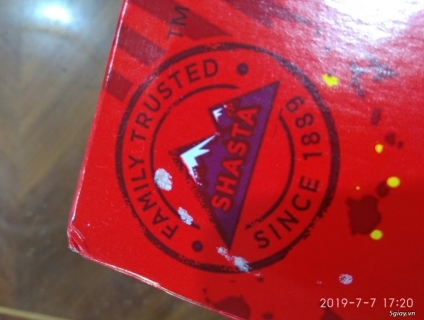 TM
FAMILY TRUSTED
SHASTA
SINCE 1889
2019-7-7 17:20
5giay.vn